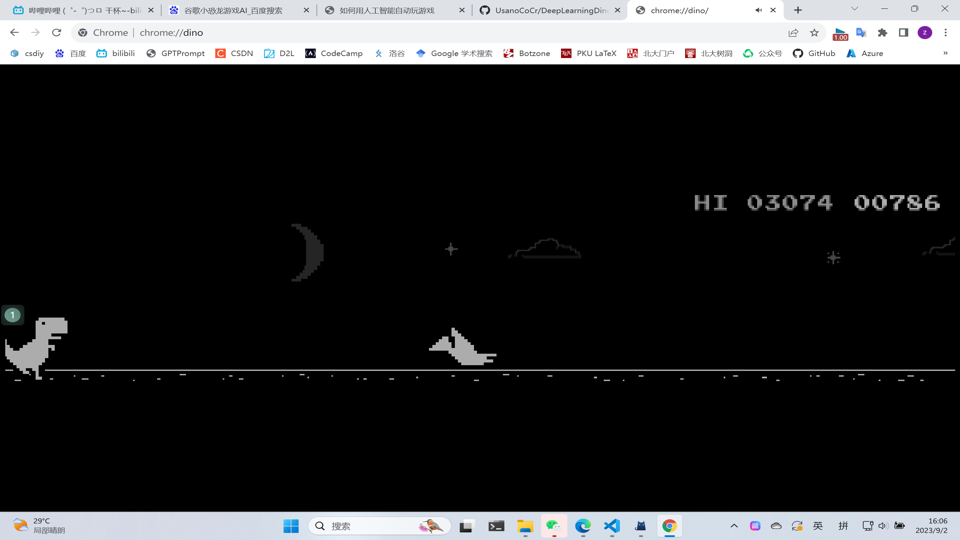 哔哩哔哩 (゜-゜)つロ 干杯~-bili
谷歌小恐龙游戏AI_百度搜索
如何用人工智能自动玩游戏
UsanoCoCr/DeepLearningDin
chrome://dino/
Chrome | chrome://dino
1.00
z
csdiy 百度 bilibili GPTPrompt CSDN D2L CodeCamp 洛谷 Google 学术搜索 Botzone PKU LaTeX 北大门户 北大树洞 公众号 GitHub Azure »
HI 03074 00786
1
29°C
局部晴朗
搜索
英 拼
16:06
2023/9/2